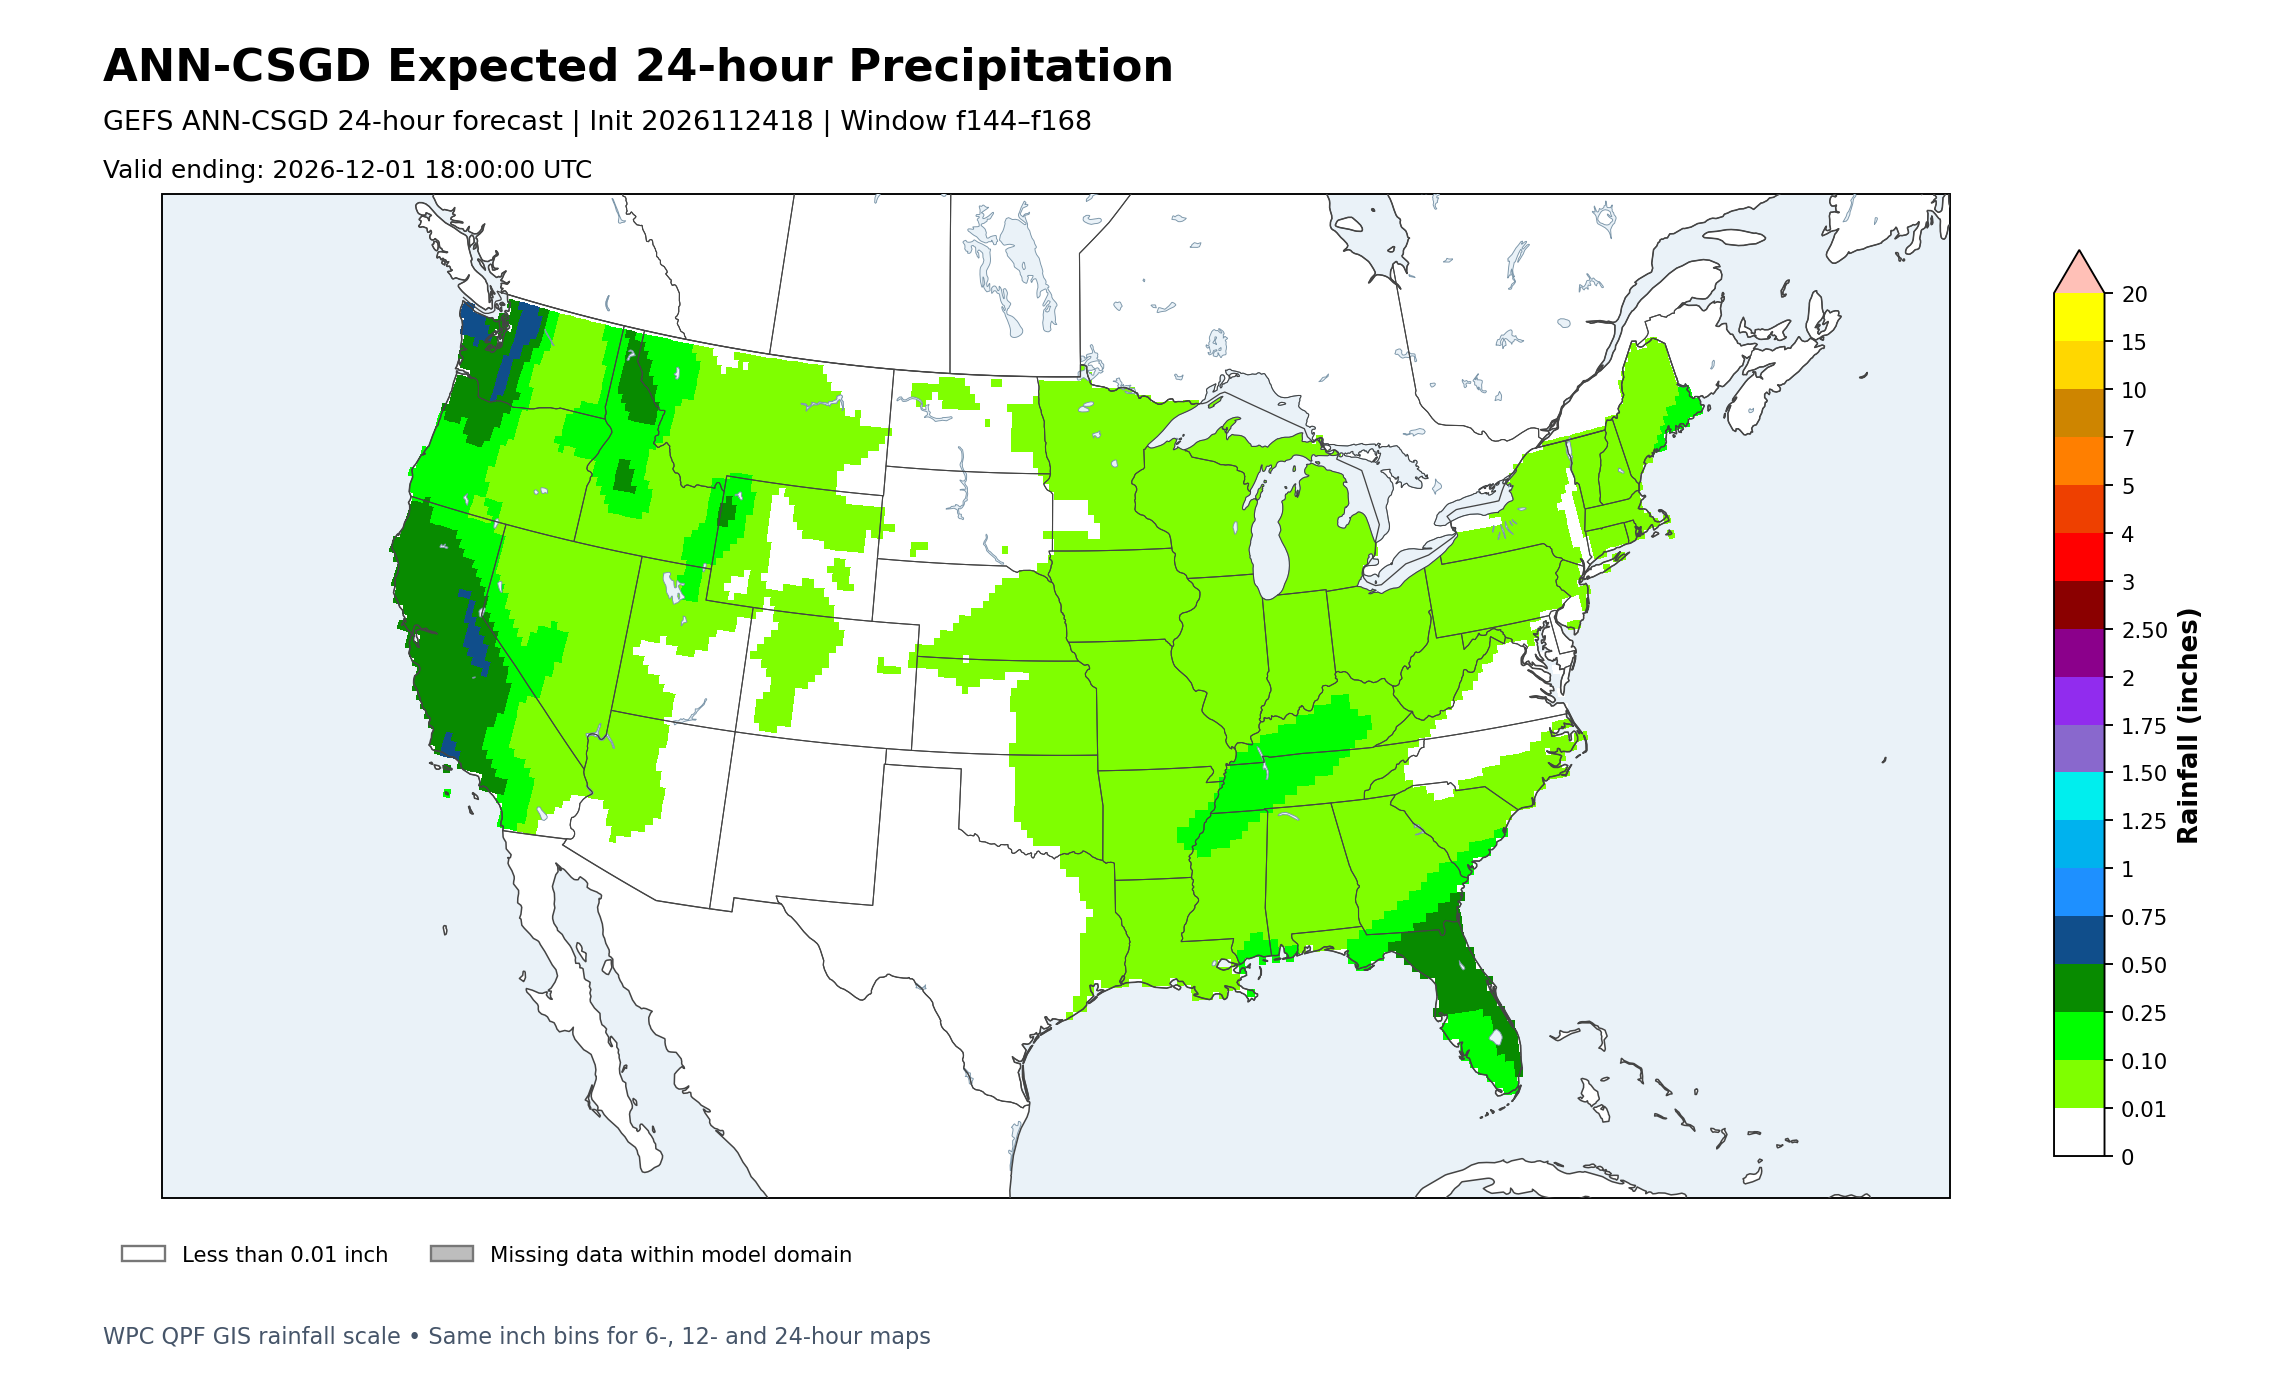 ANN-CSGD Expected 24-hour Precipitation
GEFS ANN-CSGD 24-hour forecast | Init 2026112418 | Window f144–f168
Valid ending: 2026-12-01 18:00:00 UTC
20
15
10
7
5
4
3
2.50
2
1.75
1.50
1.25
1
0.75
0.50
0.25
0.10
0.01
0
Rainfall (inches)
Less than 0.01 inch
Missing data within model domain
WPC QPF GIS rainfall scale • Same inch bins for 6-, 12- and 24-hour maps